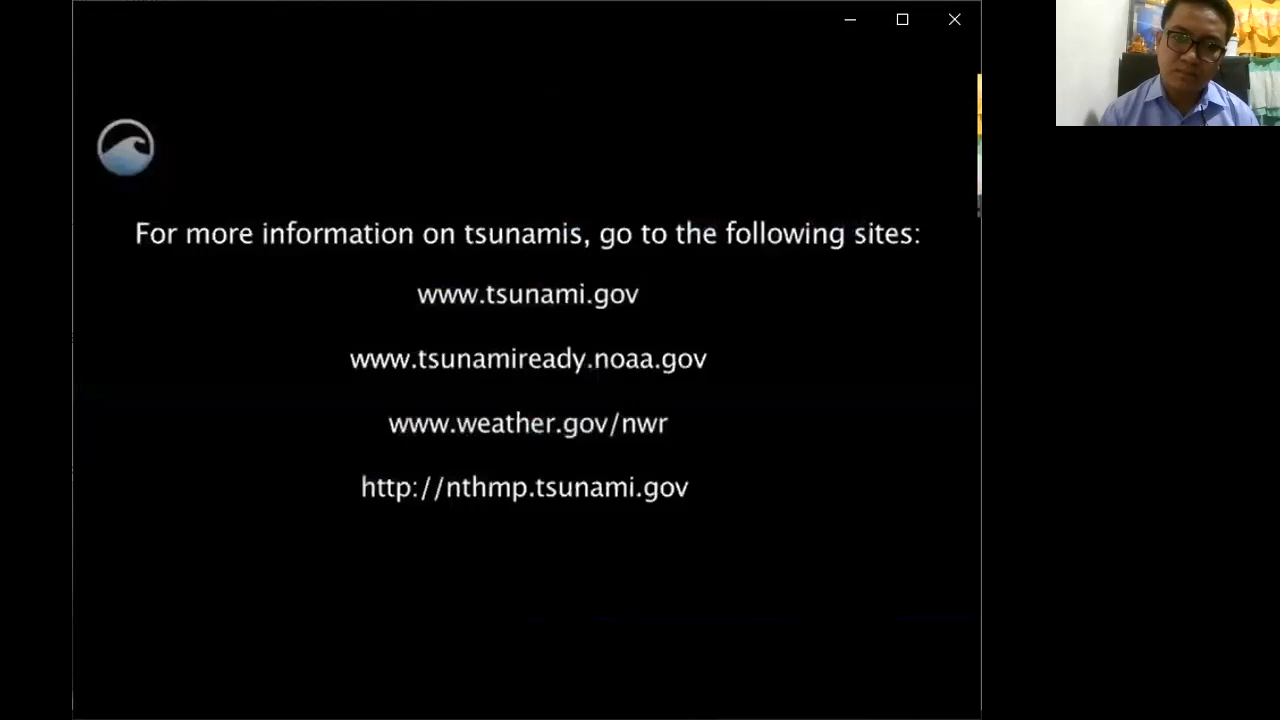 For more information on tsunamis, go to the following sites:
www.tsunami.gov
www.tsunamiready.noaa.gov
www.weather.gov/nwr
http://nthmp.tsunami.gov